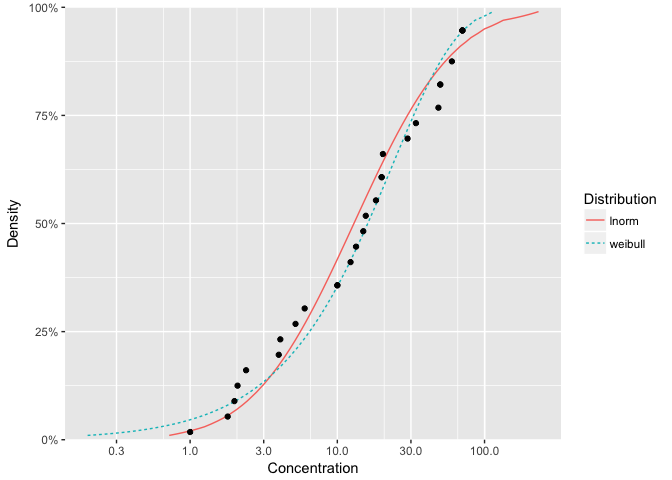 100%
75%
50%
25%
0%
Density
0.3 1.0 3.0 10.0 30.0 100.0
Concentration
Distribution
lnorm
weibull